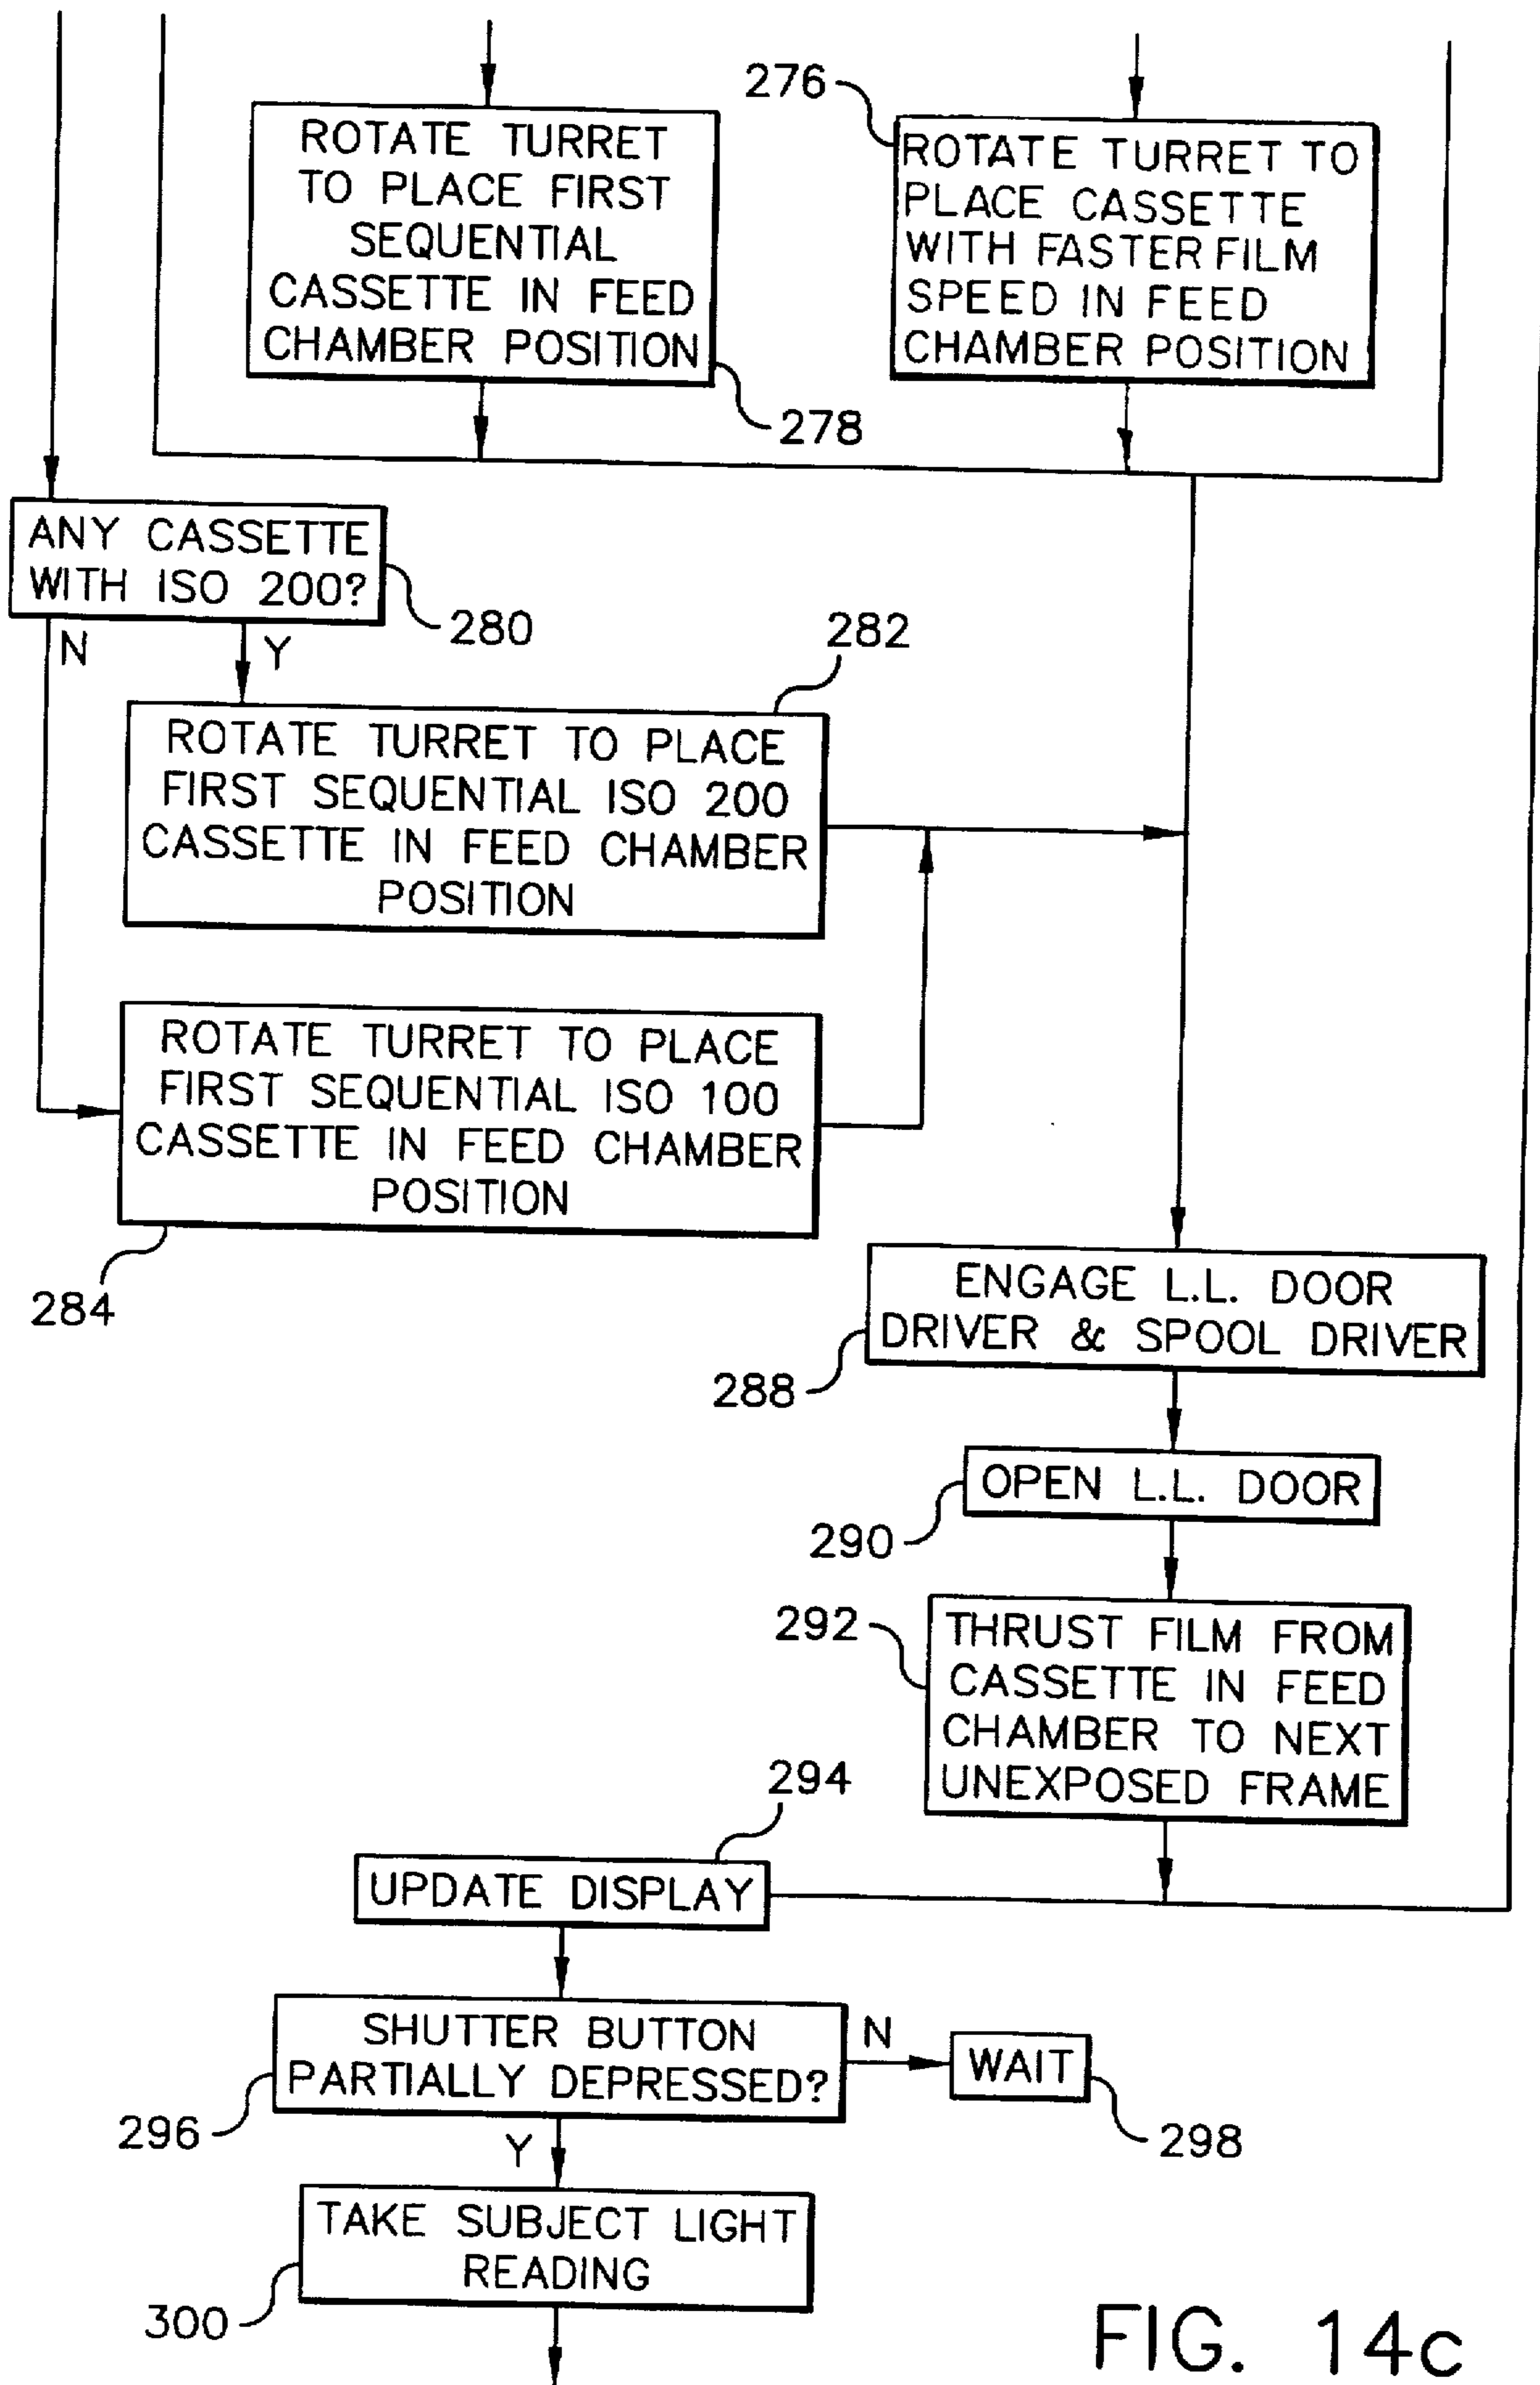 276
ROTATE TURRET
TO PLACE FIRST
SEQUENTIAL
CASSETTE IN FEED
CHAMBER POSITION
278
ROTATE TURRET TO
PLACE CASSETTE
WITH FASTER FILM
SPEED IN FEED
CHAMBER POSITION
ANY CASSETTE
WITH ISO 200?
280
N
Y
282
ROTATE TURRET TO PLACE
FIRST SEQUENTIAL ISO 200
CASSETTE IN FEED CHAMBER
POSITION
ROTATE TURRET TO PLACE
FIRST SEQUENTIAL ISO 100
CASSETTE IN FEED CHAMBER
POSITION
284
ENGAGE L.L. DOOR
DRIVER & SPOOL DRIVER
288
OPEN L.L. DOOR
290
292
THRUST FILM FROM
CASSETTE IN FEED
CHAMBER TO NEXT
UNEXPOSED FRAME
294
UPDATE DISPLAY
SHUTTER BUTTON
PARTIALLY DEPRESSED?
296
N
WAIT
298
Y
TAKE SUBJECT LIGHT
READING
300
FIG. 14c